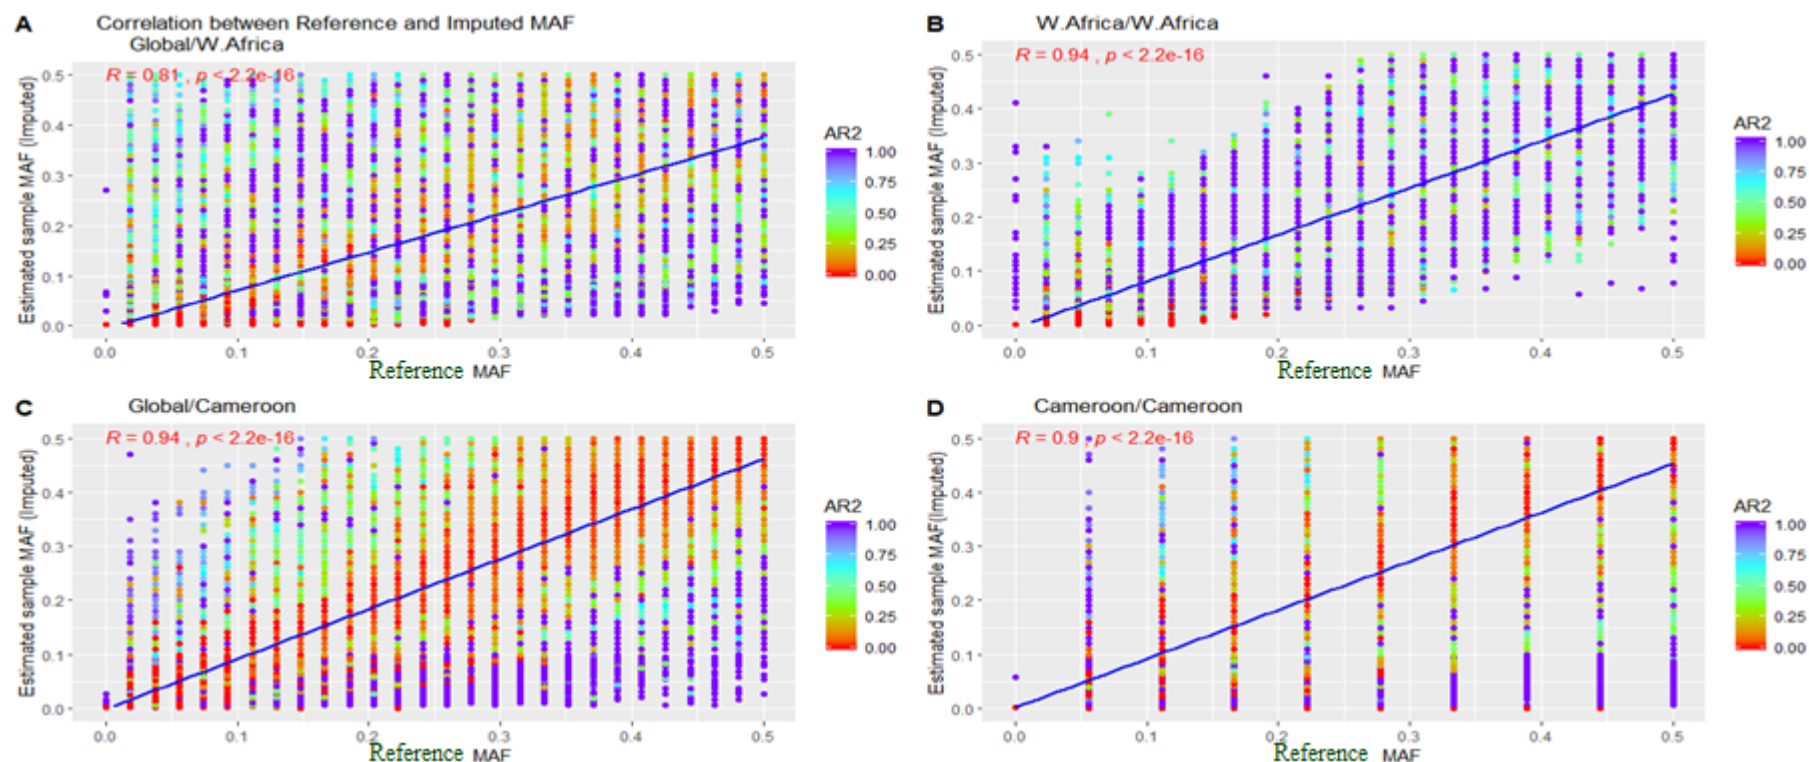 A
Correlation between Reference and Imputed MAF
Global/W.Africa
R = 0.81 , p < 2.2e-16
Estimated sample MAF (Imputed)
0.5
0.4
0.3
0.2
0.1
0.0
0.0 0.1 0.2 0.3 0.4 0.5
Reference MAF
AR2
1.00
0.75
0.50
0.25
0.00
B
W.Africa/W.Africa
R = 0.94 , p < 2.2e-16
Estimated sample MAF (Imputed)
0.5
0.4
0.3
0.2
0.1
0.0
0.0 0.1 0.2 0.3 0.4 0.5
Reference MAF
AR2
1.00
0.75
0.50
0.25
0.00
C
Global/Cameroon
R = 0.94 , p < 2.2e-16
Estimated sample MAF (Imputed)
0.5
0.4
0.3
0.2
0.1
0.0
0.0 0.1 0.2 0.3 0.4 0.5
Reference MAF
AR2
1.00
0.75
0.50
0.25
0.00
D
Cameroon/Cameroon
R = 0.9 , p < 2.2e-16
Estimated sample MAF(Imputed)
0.5
0.4
0.3
0.2
0.1
0.0
0.0 0.1 0.2 0.3 0.4 0.5
Reference MAF
AR2
1.00
0.75
0.50
0.25
0.00